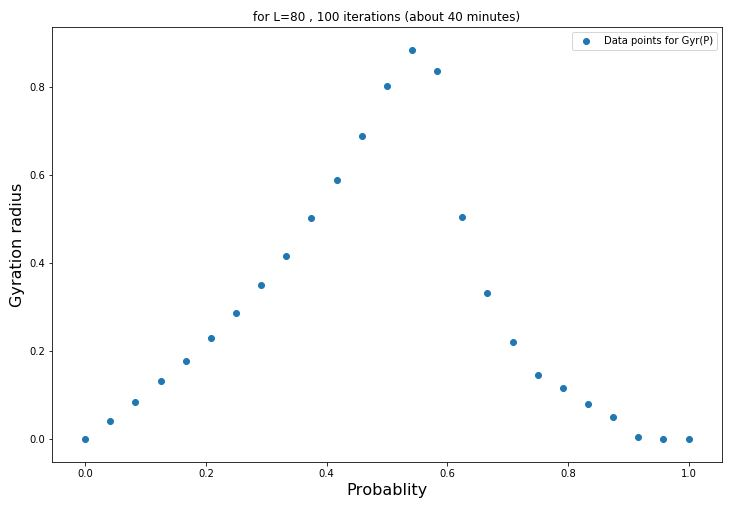 for L=80 , 100 iterations (about 40 minutes)
Data points for Gyr(P)
Gyration radius
0.8
0.6
0.4
0.2
0.0
0.0 0.2 0.4 0.6 0.8 1.0
Probablity